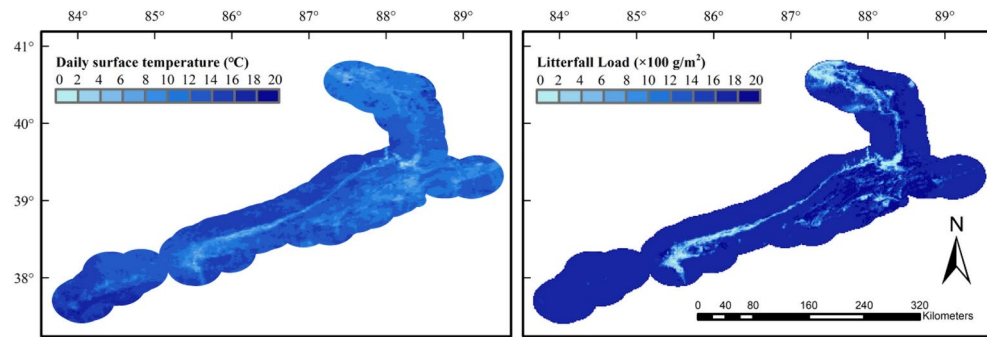 84° 85° 86° 87° 88° 89° 84° 85° 86° 87° 88° 89°
41°
40°
39°
38°
Daily surface temperature (℃)
0 2 4 6 8 10 12 14 16 18 20
Litterfall Load (×100 g/m²)
0 2 4 6 8 10 12 14 16 18 20
N
0 40 80 160 240 320
Kilometers